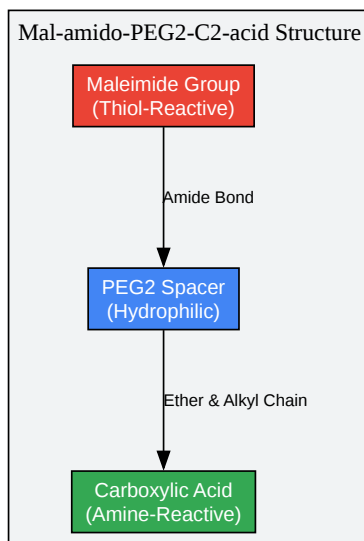 Mal-amido-PEG2-C2-acid Structure
Maleimide Group
(Thiol-Reactive)
Amide Bond
PEG2 Spacer
(Hydrophilic)
Ether & Alkyl Chain
Carboxylic Acid
(Amine-Reactive)